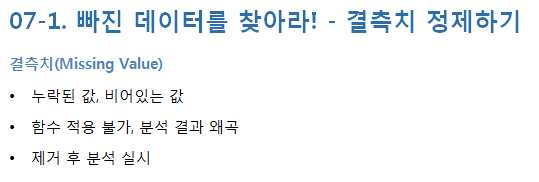 07-1. 빠진 데이터를 찾아라! - 결측치 정제하기
결측치(Missing Value)
• 누락된 값, 비어있는 값
• 함수 적용 불가, 분석 결과 왜곡
• 제거 후 분석 실시